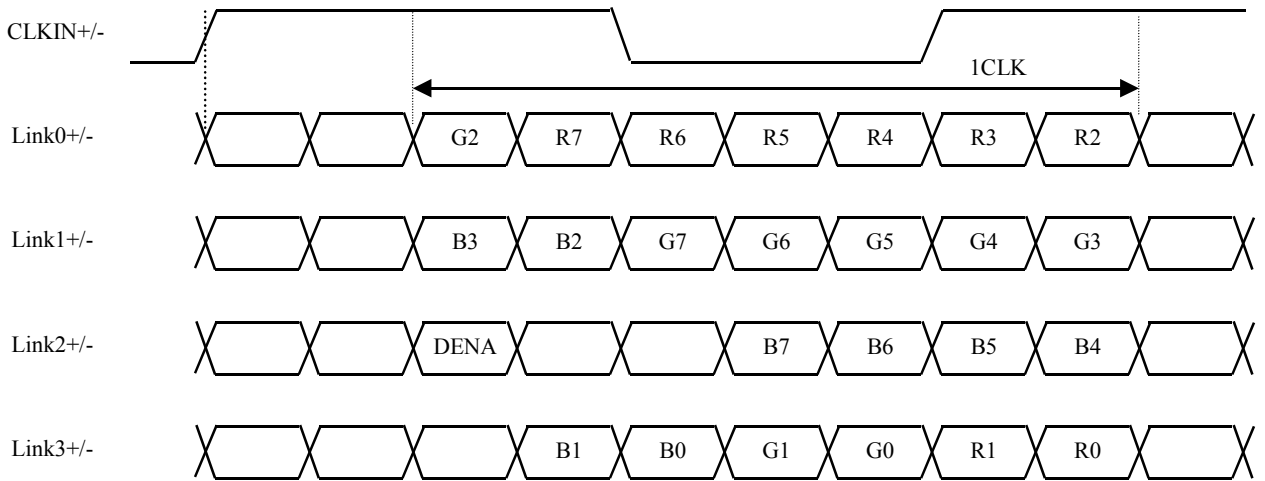 CLKIN+/-
1CLK
Link0+/- G2 R7 R6 R5 R4 R3 R2
Link1+/- B3 B2 G7 G6 G5 G4 G3
Link2+/- DENA B7 B6 B5 B4
Link3+/- B1 B0 G1 G0 R1 R0